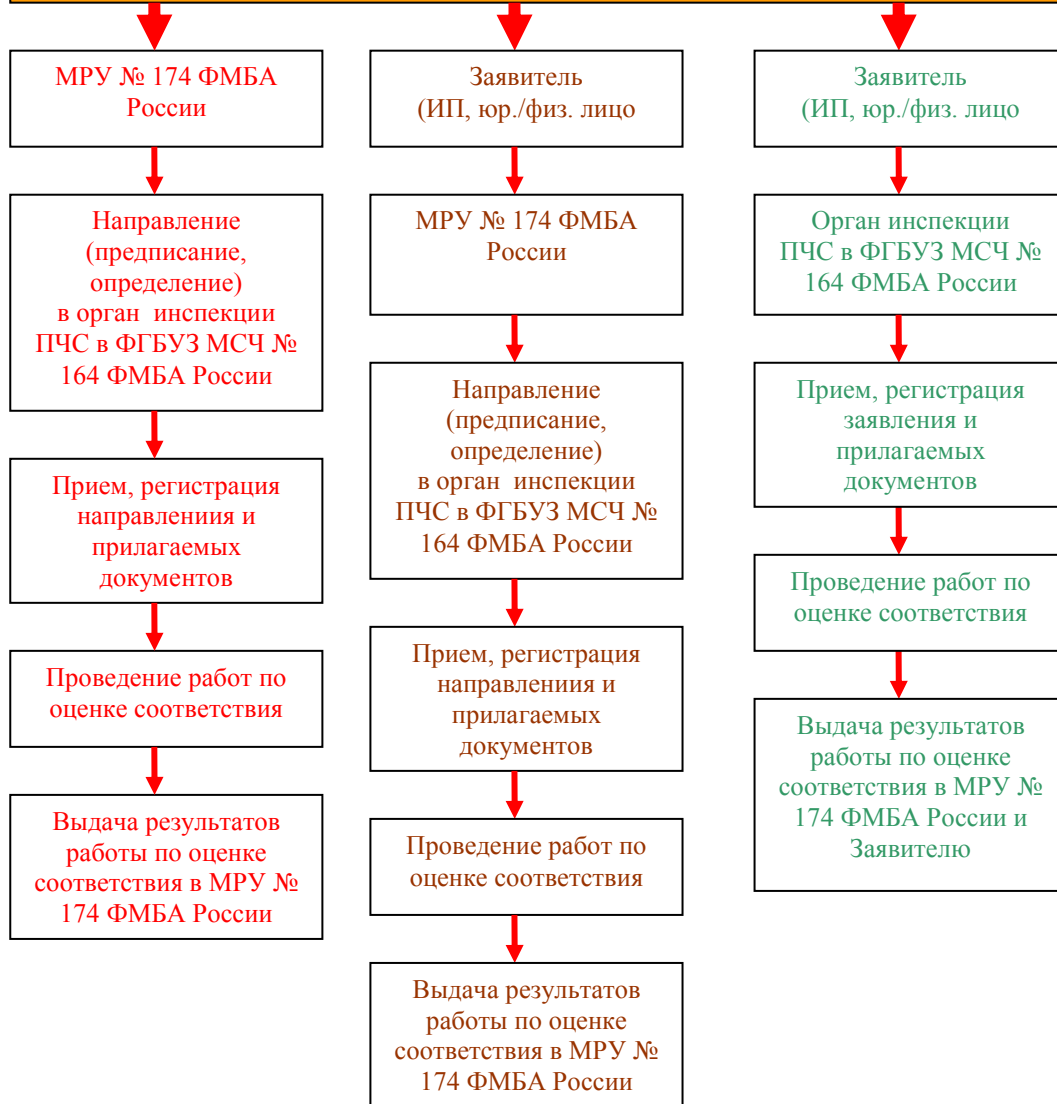 МРУ № 174 ФМБА
России
Направление
(предписание,
определение)
в орган инспекции
ПЧС в ФГБУЗ МСЧ №
164 ФМБА России
Прием, регистрация
направлениия и
прилагаемых
документов
Проведение работ по
оценке соответствия
Выдача результатов
работы по оценке
соответствия в МРУ №
174 ФМБА России
Заявитель
(ИП, юр./физ. лицо
МРУ № 174 ФМБА
России
Направление
(предписание,
определение)
в орган инспекции
ПЧС в ФГБУЗ МСЧ №
164 ФМБА России
Прием, регистрация
направлениия и
прилагаемых
документов
Проведение работ по
оценке соответствия
Выдача результатов
работы по оценке
соответствия в МРУ №
174 ФМБА России
Заявитель
(ИП, юр./физ. лицо
Орган инспекции
ПЧС в ФГБУЗ МСЧ №
164 ФМБА России
Прием, регистрация
заявления и
прилагаемых
документов
Проведение работ по
оценке соответствия
Выдача результатов
работы по оценке
соответствия в МРУ №
174 ФМБА России и
Заявителю